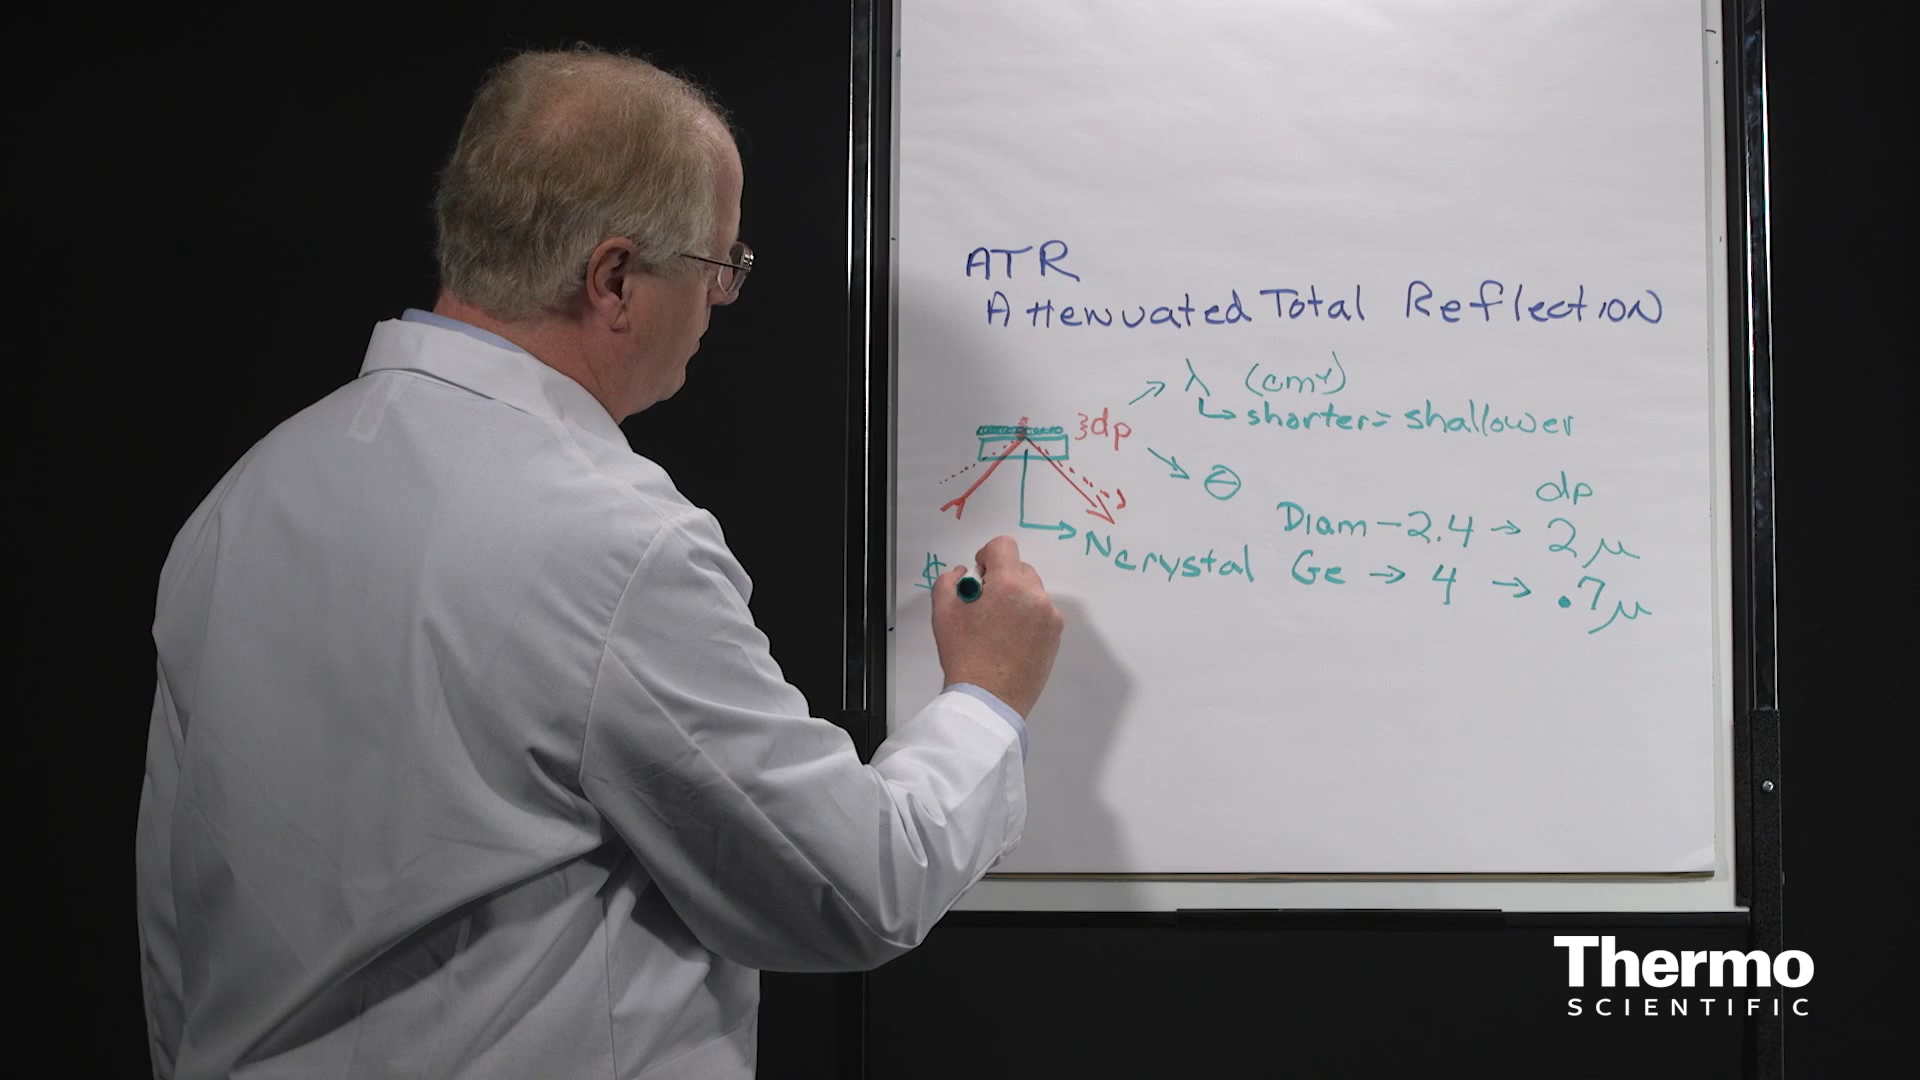 ATR
Attenuated Total Reflection
λ (cm-1)
↳ shorter = shallower
}dp
θ
dp
Diam - 2.4 → 2μ
Ncrystal Ge → 4 → .7μ
#
Thermo
SCIENTIFIC